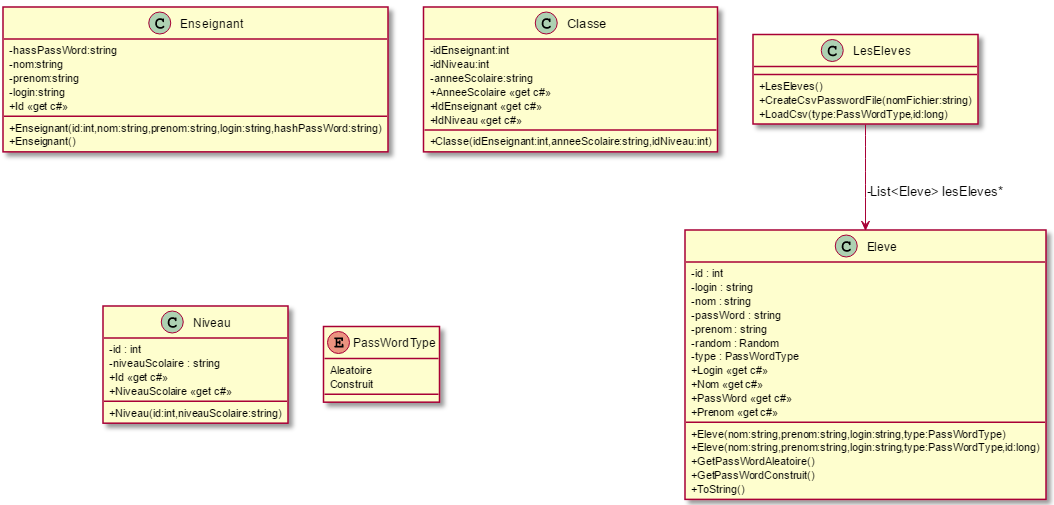 C Enseignant
-hassPassWord:string
-nom:string
-prenom:string
-login:string
+Id «get c#»
+Enseignant(id:int,nom:string,prenom:string,login:string,hashPassWord:string)
+Enseignant()
C Classe
-idEnseignant:int
-idNiveau:int
-anneeScolaire:string
+AnneeScolaire «get c#»
+IdEnseignant «get c#»
+IdNiveau «get c#»
+Classe(idEnseignant:int,anneeScolaire:string,idNiveau:int)
C LesEleves
+LesEleves()
+CreateCsvPasswordFile(nomFichier:string)
+LoadCsv(type:PassWordType,id:long)
-List<Eleve> lesEleves*
C Niveau
-id : int
-niveauScolaire : string
+Id «get c#»
+NiveauScolaire «get c#»
+Niveau(id:int,niveauScolaire:string)
E PassWordType
Aleatoire
Construit
C Eleve
-id : int
-login : string
-nom : string
-passWord : string
-prenom : string
-random : Random
-type : PassWordType
+Login «get c#»
+Nom «get c#»
+PassWord «get c#»
+Prenom «get c#»
+Eleve(nom:string,prenom:string,login:string,type:PassWordType)
+Eleve(nom:string,prenom:string,login:string,type:PassWordType,id:long)
+GetPassWordAleatoire()
+GetPassWordConstruit()
+ToString()